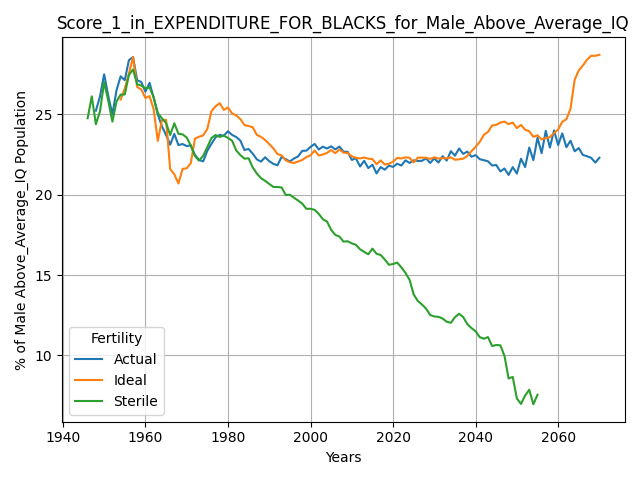 Score_1_in_EXPENDITURE_FOR_BLACKS_for_Male_Above_Average_IQ
% of Male Above_Average_IQ Population
25
20
15
10
Fertility
Actual
Ideal
Sterile
1940 1960 1980 2000 2020 2040 2060
Years